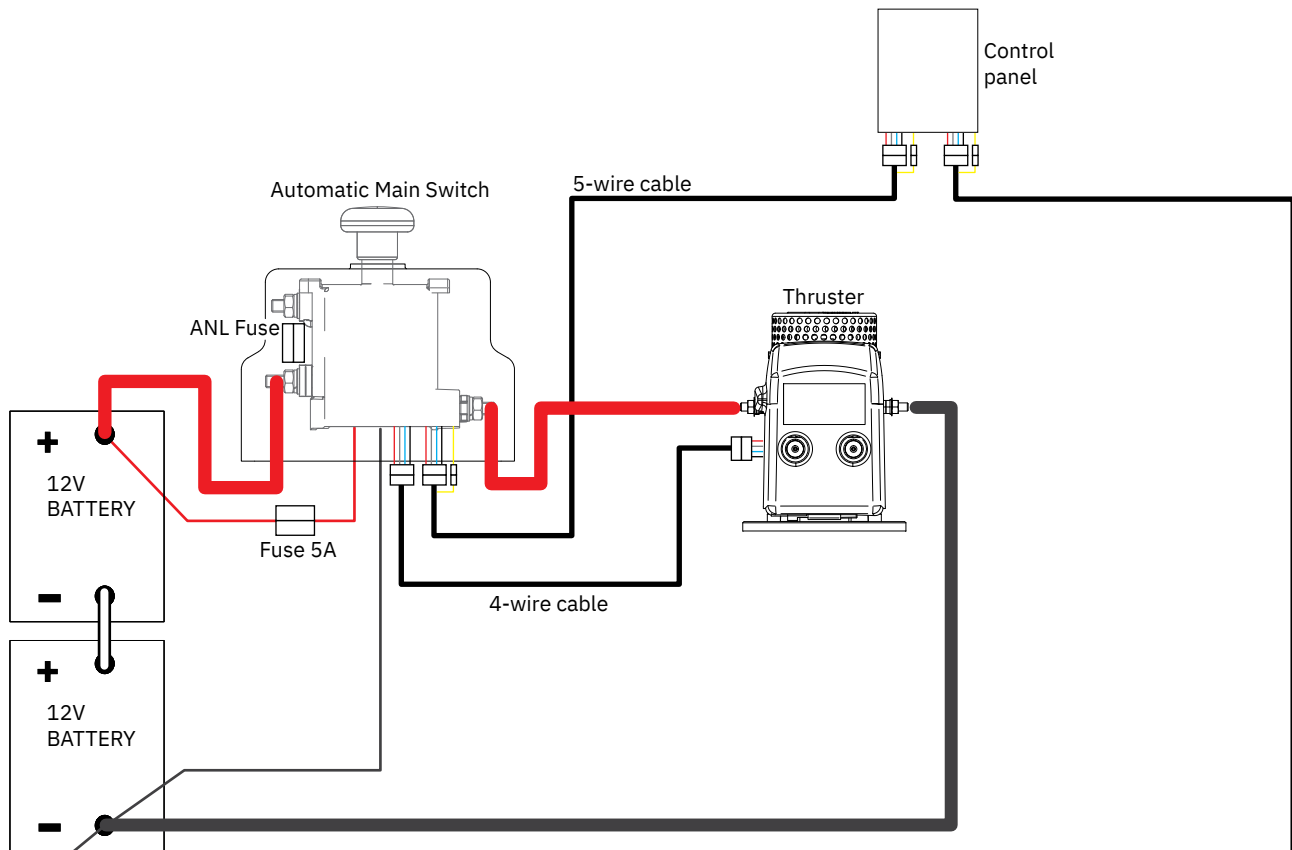 Control
panel
5-wire cable
Automatic Main Switch
Thruster
ANL Fuse
+
12V
BATTERY
-
Fuse 5A
4-wire cable
+
12V
BATTERY
-